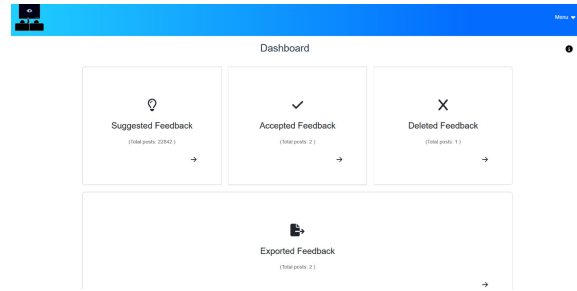 Menu
Dashboard
Suggested Feedback
(Total posts: 22842 )
Accepted Feedback
(Total posts :2 )
Deleted Feedback
(Total posts :1 )
Exported Feedback
(Total posts :2 )